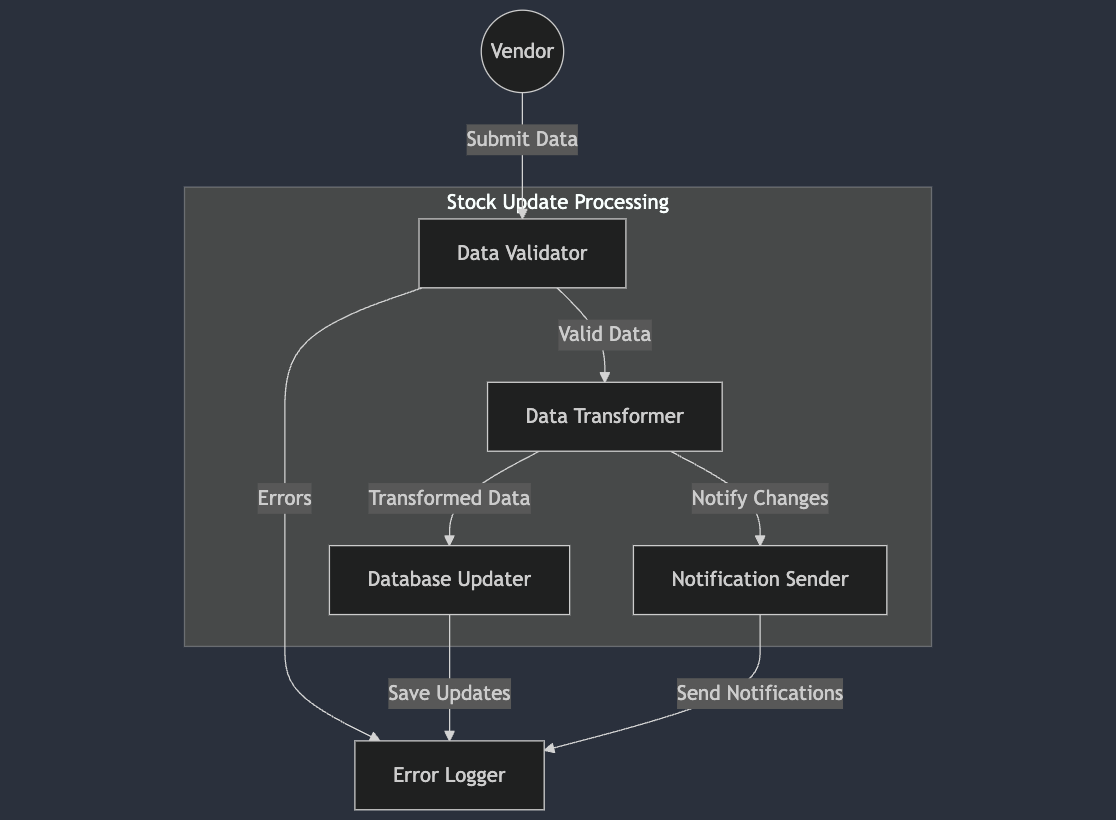 Vendor
Submit Data
Stock Update Processing
Data Validator
Valid Data
Data Transformer
Errors
Transformed Data
Notify Changes
Database Updater
Notification Sender
Save Updates
Send Notifications
Error Logger